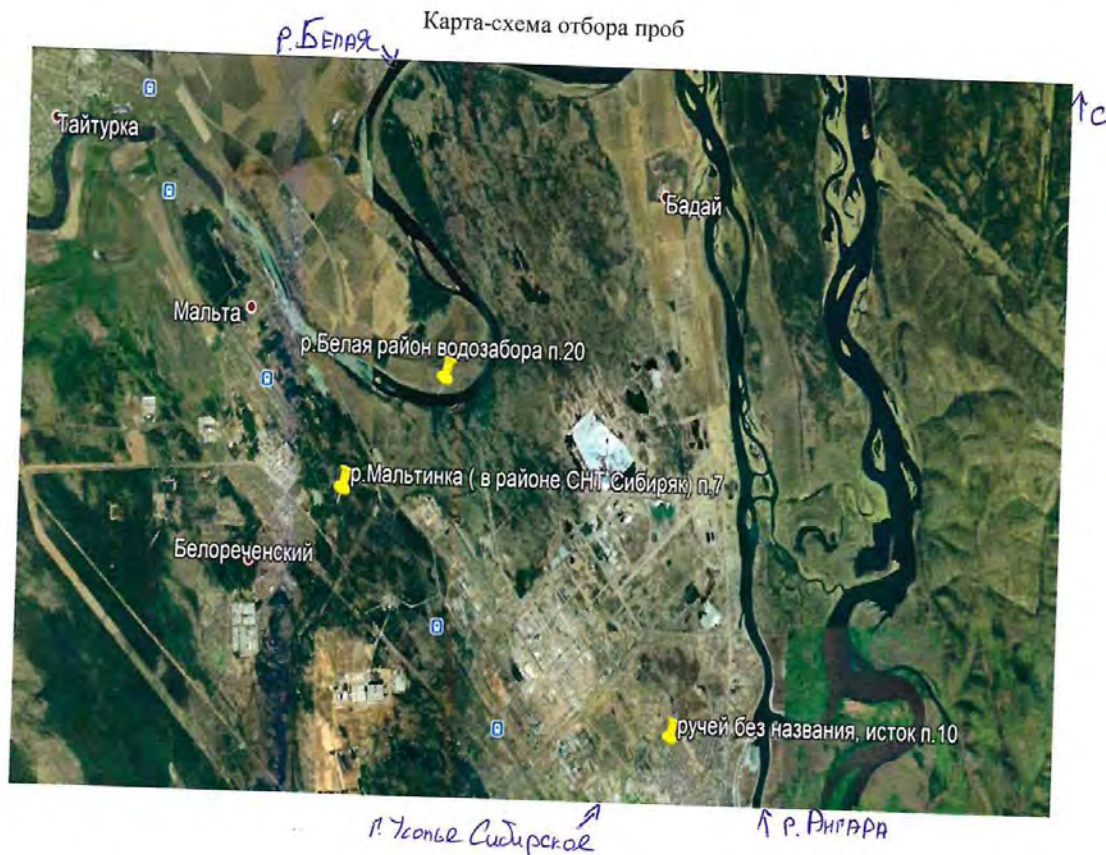 Карта-схема отбора проб
р. БЕЛАЯ
С
Тайтурка
Бадай
Мальта
р.Белая район водозабора п.20
р.Мальтинка ( в районе СНТ Сибиряк) п.7
Белореченский
ручей без названия, исток п.10
г. Усолье Сибирское
р. АНГАРА